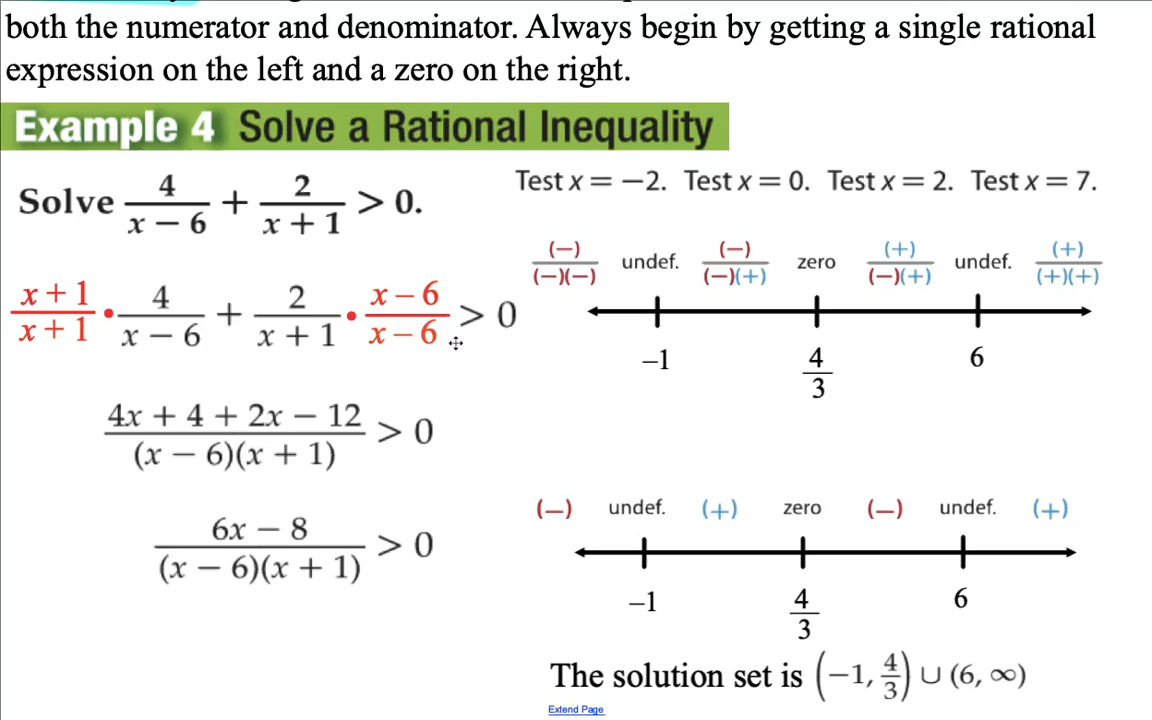 both the numerator and denominator. Always begin by getting a single rational
expression on the left and a zero on the right.
Example 4 Solve a Rational Inequality
Solve 4/(x − 6) + 2/(x + 1) > 0.
(x + 1)/(x + 1) • 4/(x − 6) + 2/(x + 1) • (x − 6)/(x − 6) > 0
(4x + 4 + 2x − 12)/((x − 6)(x + 1)) > 0
(6x − 8)/((x − 6)(x + 1)) > 0
Test x = −2. Test x = 0. Test x = 2. Test x = 7.
(−)/(−)(−) undef. (−)/(−)(+) zero (+)/(−)(+) undef. (+)/(+)(+)
−1 4/3 6
(−) undef. (+) zero (−) undef. (+)
−1 4/3 6
The solution set is (−1, 4/3) ∪ (6, ∞)
Extend Page